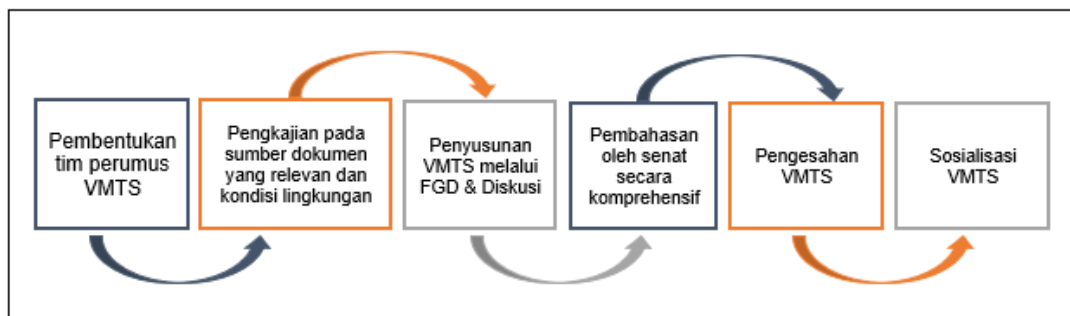 Pembentukan
tim perumus
VMTS
Pengkajian pada
sumber dokumen
yang relevan dan
kondisi lingkungan
Penyusunan
VMTS melalui
FGD & Diskusi
Pembahasan
oleh senat
secara
komprehensif
Pengesahan
VMTS
Sosialisasi
VMTS